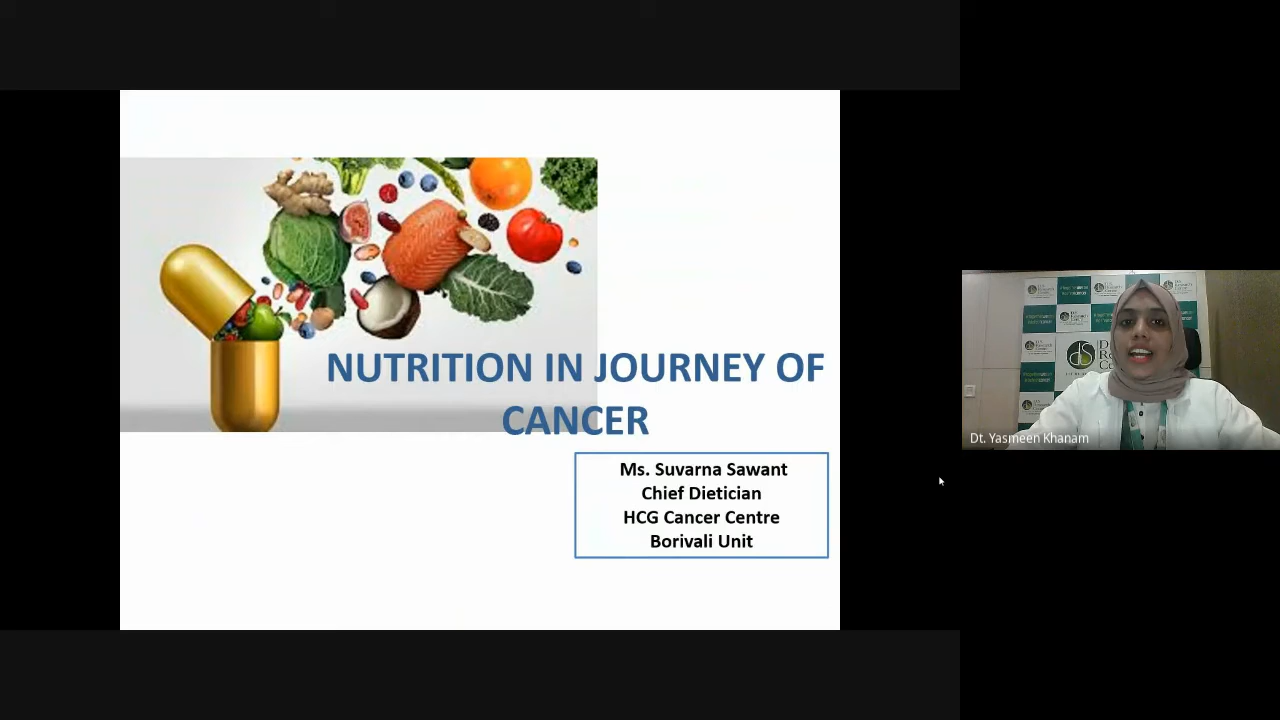 NUTRITION IN JOURNEY OF
CANCER
Ms. Suvarna Sawant
Chief Dietician
HCG Cancer Centre
Borivali Unit
Dt. Yasmeen Khanam